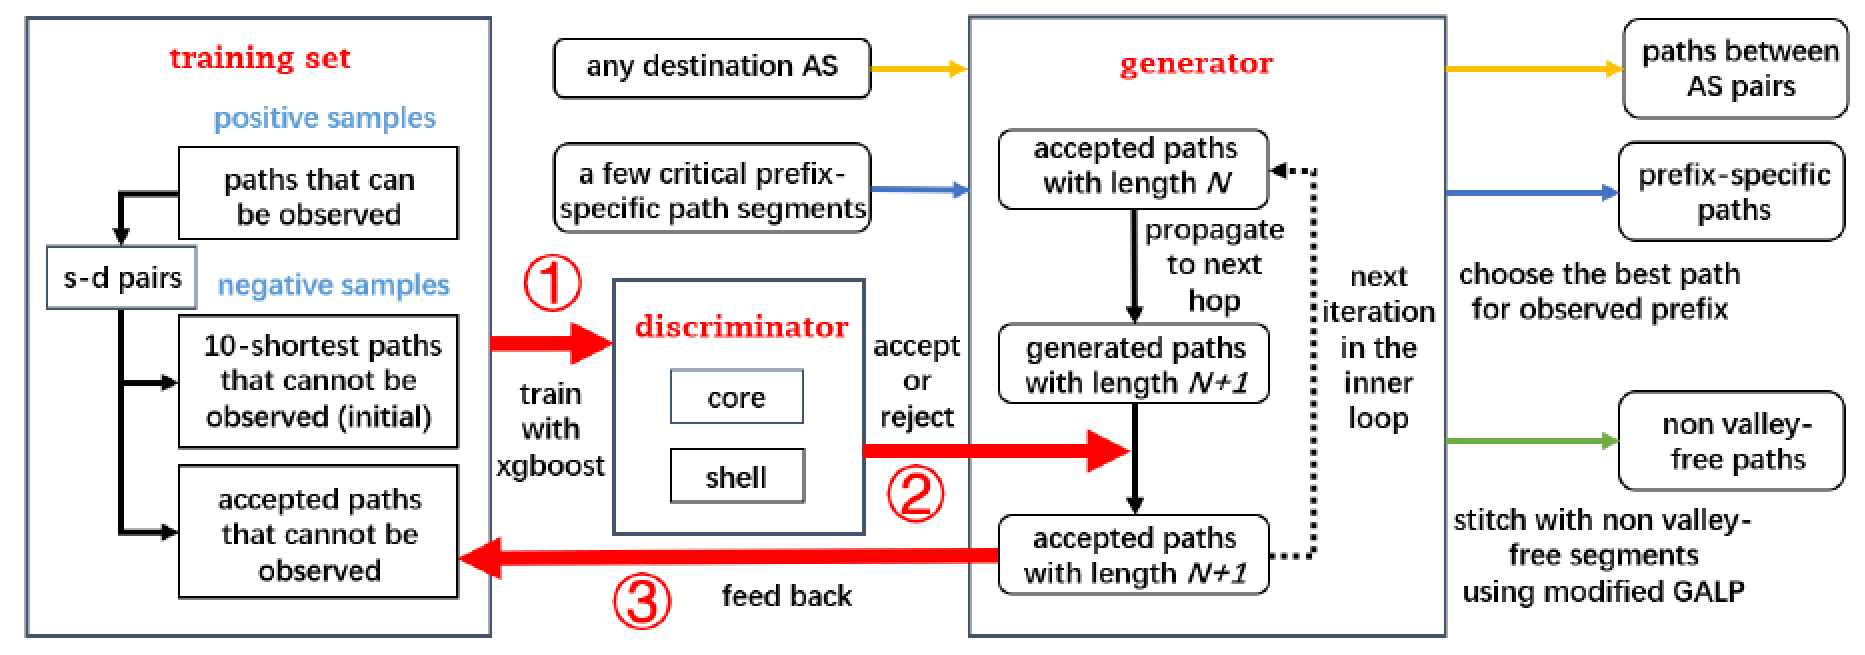 training set
positive samples
paths that can
be observed
s-d pairs
negative samples
10-shortest paths
that cannot be
observed (initial)
accepted paths
that cannot be
observed
①
train
with
xgboost
any destination AS
a few critical prefix-
specific path segments
discriminator
core
shell
accept
or
reject
②
③
feed back
generator
accepted paths
with length N
propagate
to next
hop
generated paths
with length N+1
accepted paths
with length N+1
next
iteration
in the
inner
loop
paths between
AS pairs
prefix-specific
paths
choose the best path
for observed prefix
non valley-
free paths
stitch with non valley-
free segments
using modified GALP